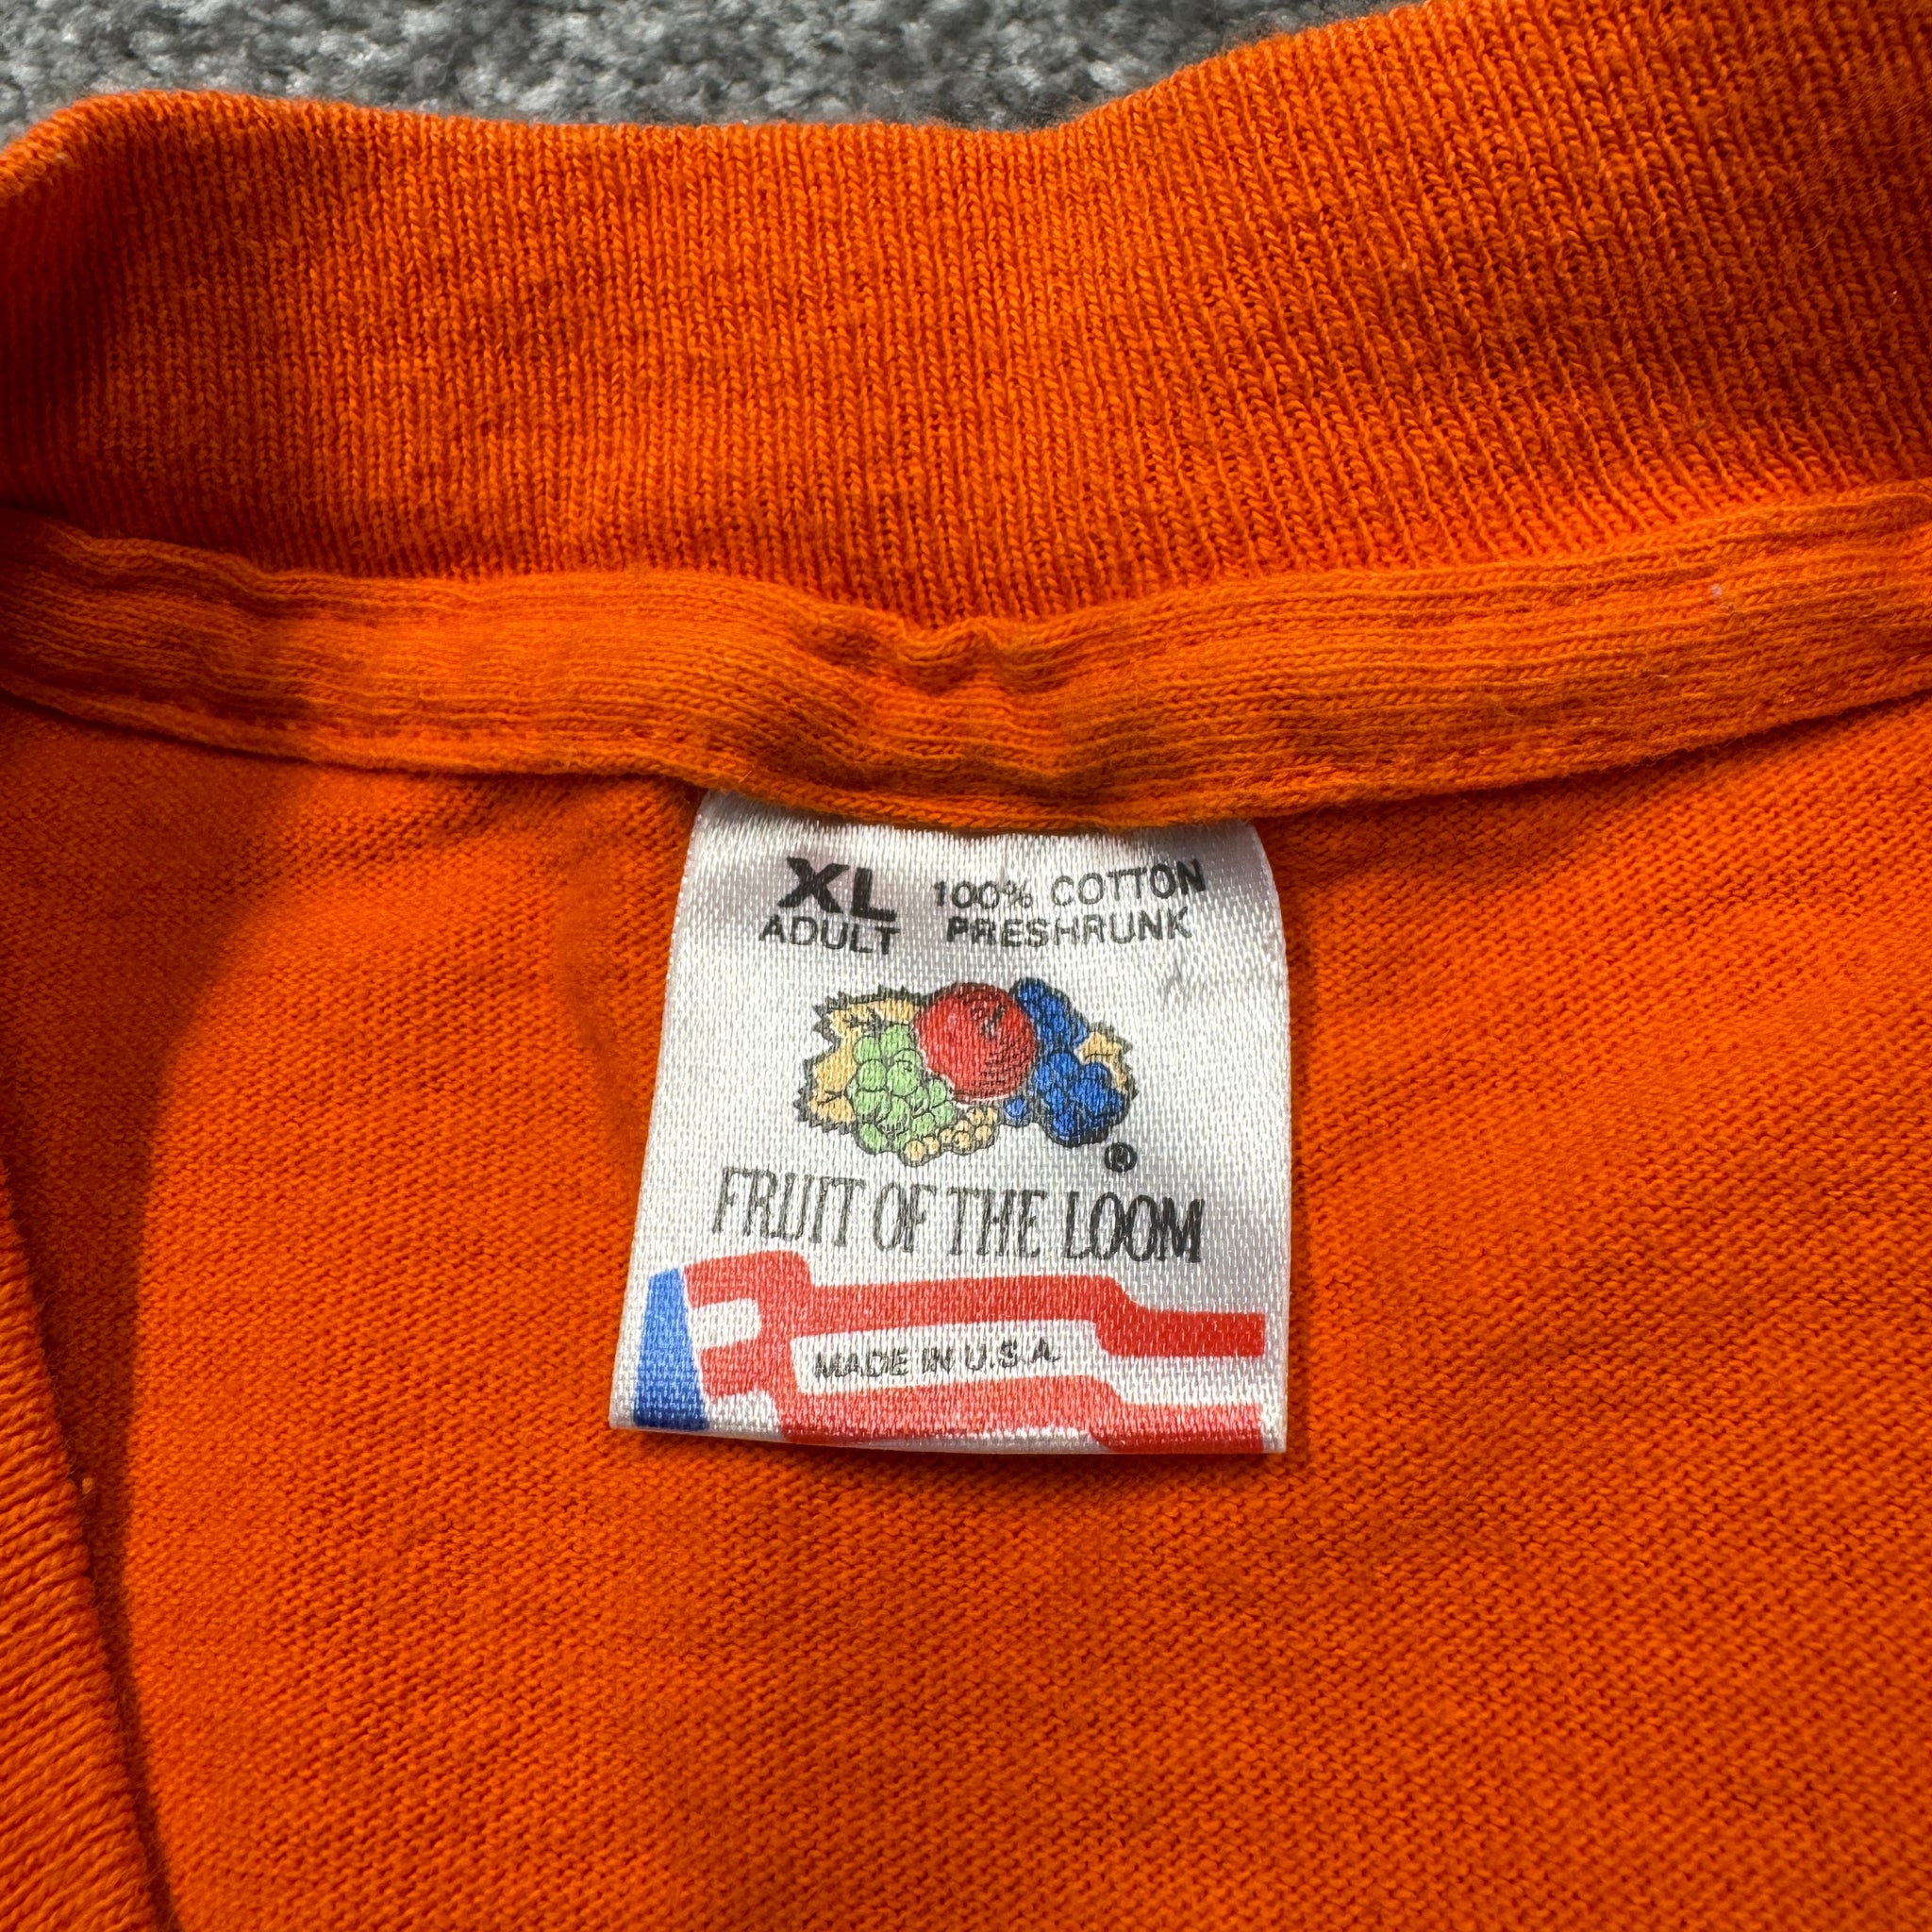 XL 100% COTTON
ADULT PRESHRUNK
®
FRUIT OF THE LOOM
MADE IN U.S.A.